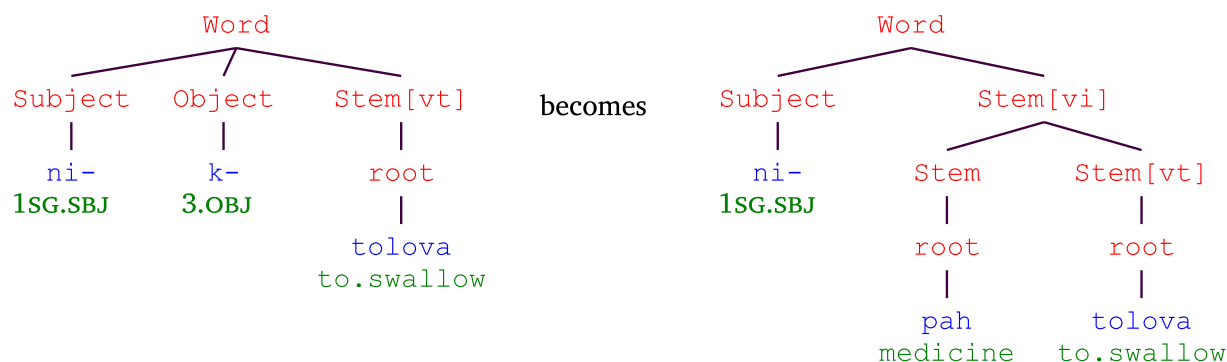 Word Word
Subject Object Stem[vt] becomes Subject Stem[vi]
ni- k- root ni- Stem Stem[vt]
1SG.SBJ 3.OBJ 1SG.SBJ
tolova root root
to.swallow
pah tolova
medicine to.swallow